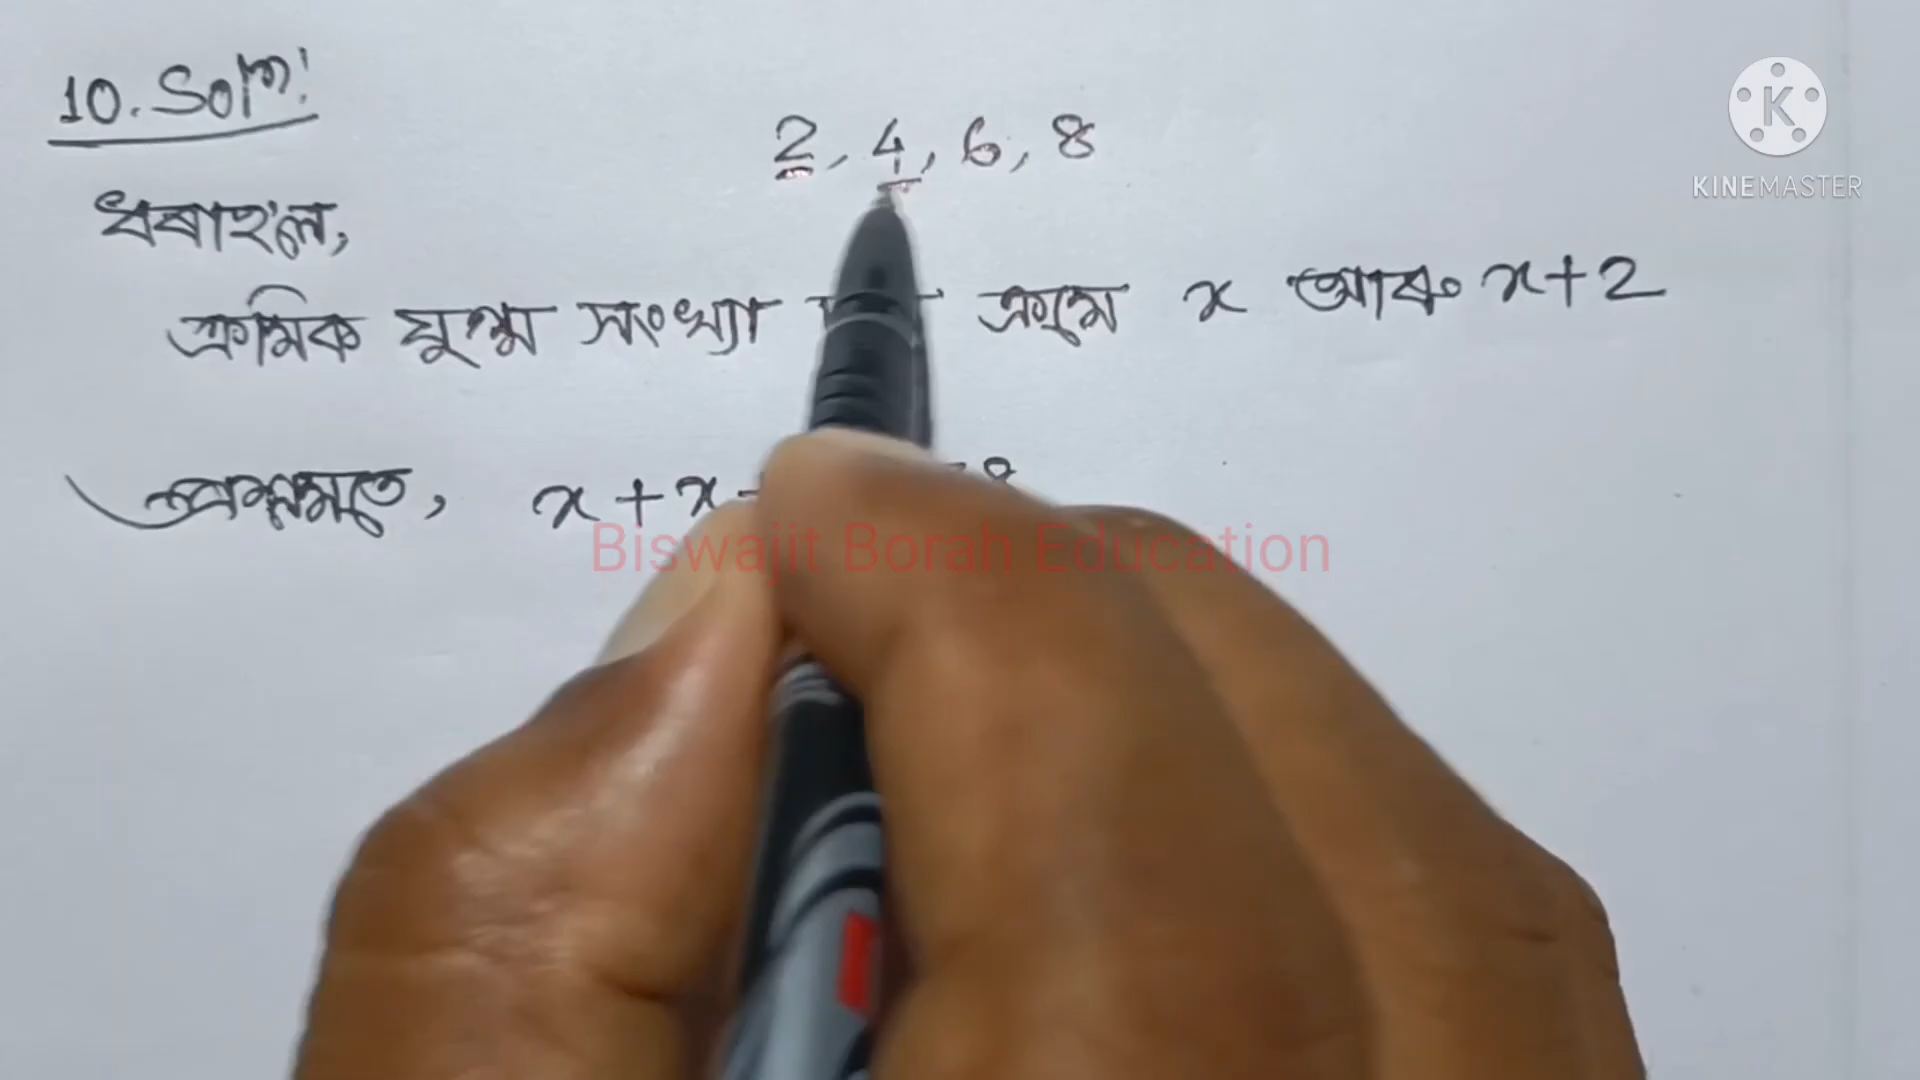 10. Solⁿ!
2, 4, 6, 8
K
KINEMASTER
ধৰাহ'ল,
ক্ৰমিক যুগ্ম সংখ্যা ক্ৰমে x আৰু x+2
প্ৰশ্নমতে, x+x
Biswajit Borah Education